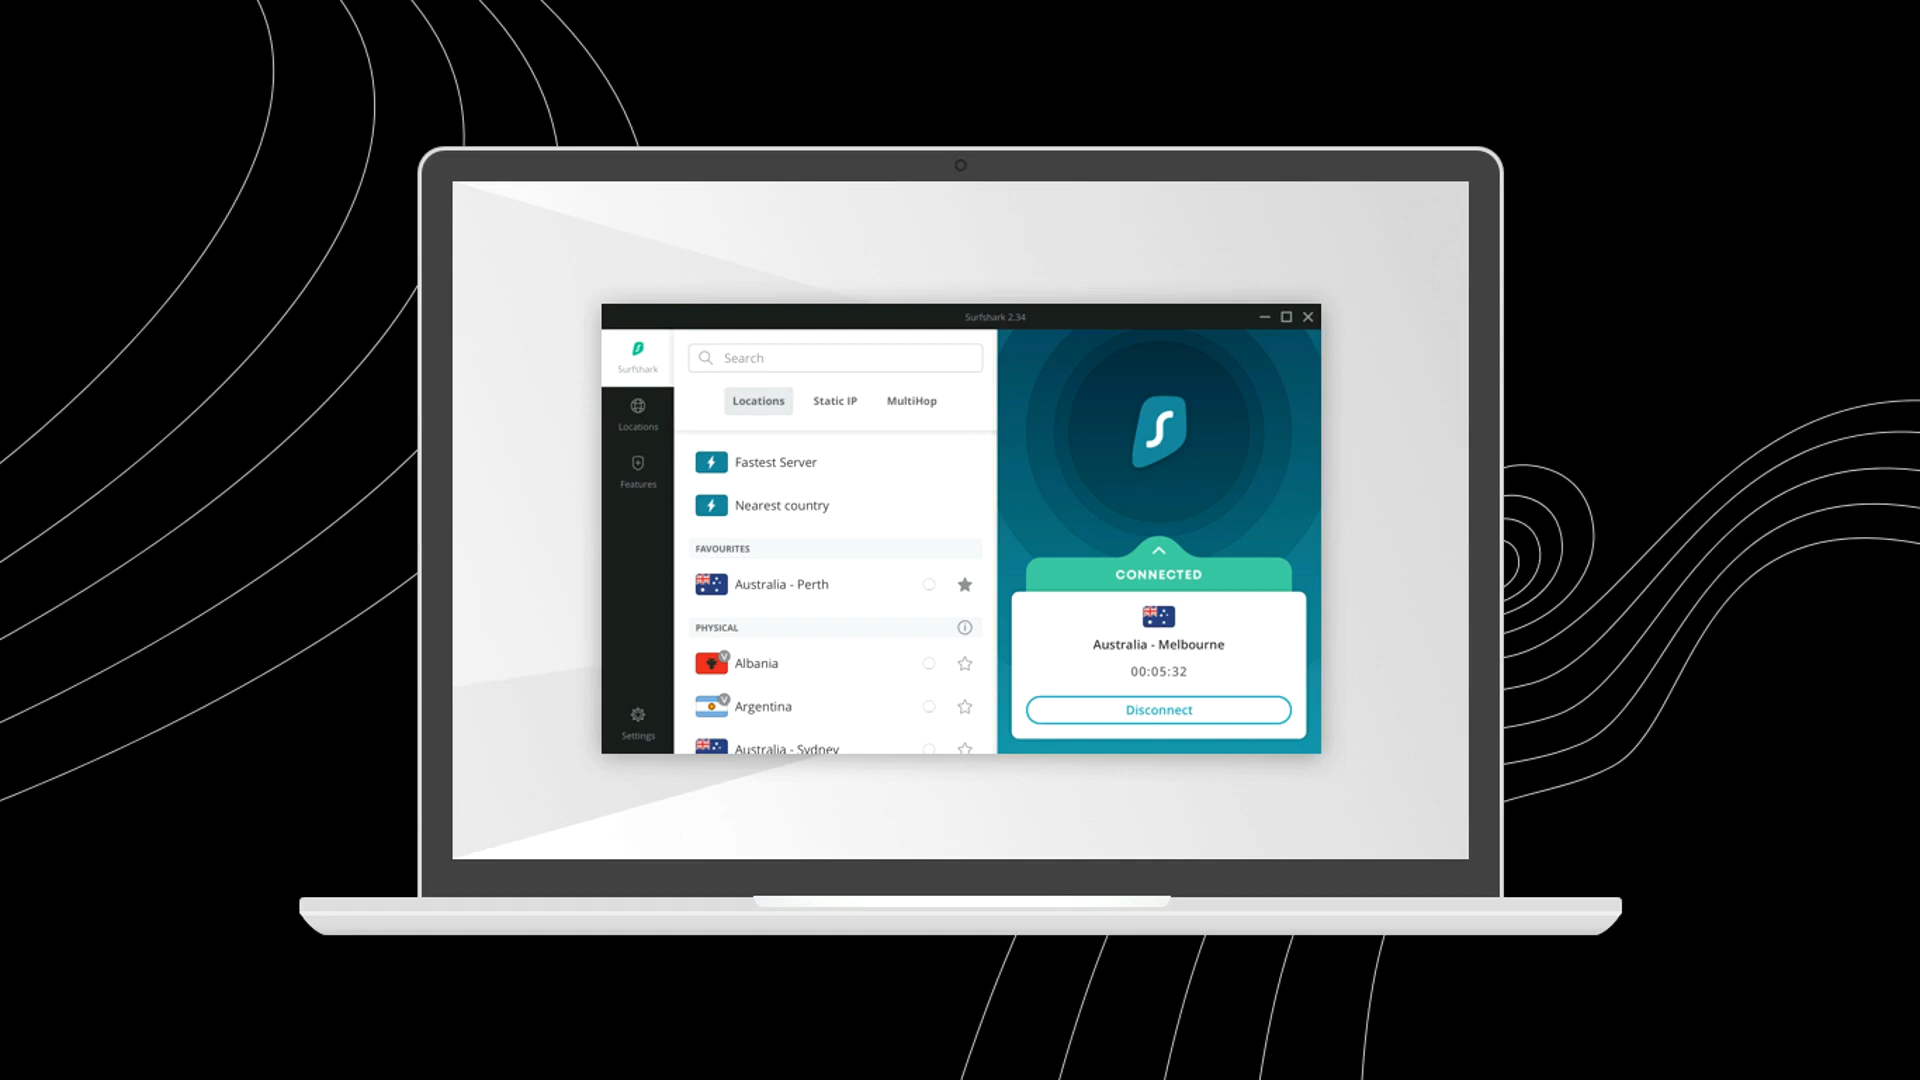 Surfshark 2.34
Surfshark
Locations
Features
Settings
Search
Locations Static IP MultiHop
Fastest Server
Nearest country
FAVOURITES
Australia - Perth
PHYSICAL
V
Albania
V
Argentina
Australia - Sydney
CONNECTED
Australia - Melbourne
00:05:32
Disconnect